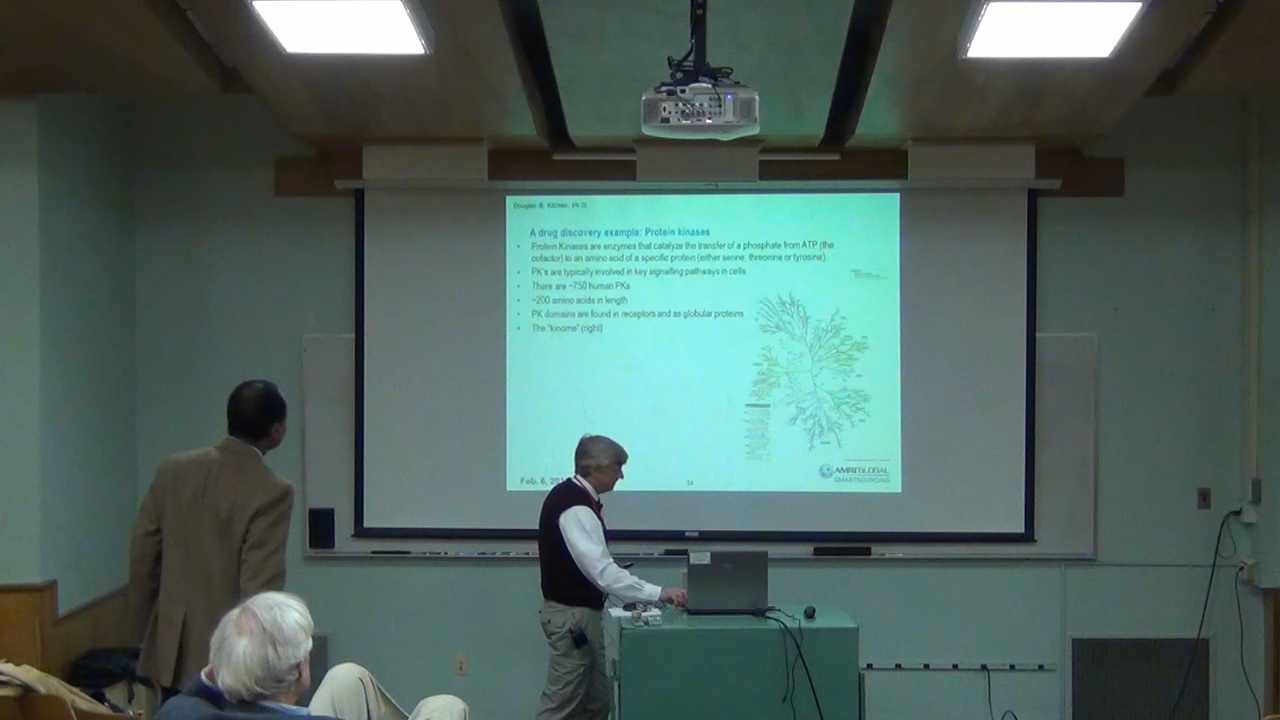 Douglas B. Kitchen, Ph.D.
A drug discovery example: Protein kinases
• Protein Kinases are enzymes that catalyze the transfer of a phosphate from ATP (the
cofactor) to an amino acid of a specific protein (either serine, threonine or tyrosine).
• PK's are typically involved in key signalling pathways in cells
• There are ~750 human PKs
• ~200 amino acids in length
• PK domains are found in receptors and as globular proteins
• The "kinome" (right)
AMRI GLOBAL
SMARTSOURCING
Feb. 6, 201